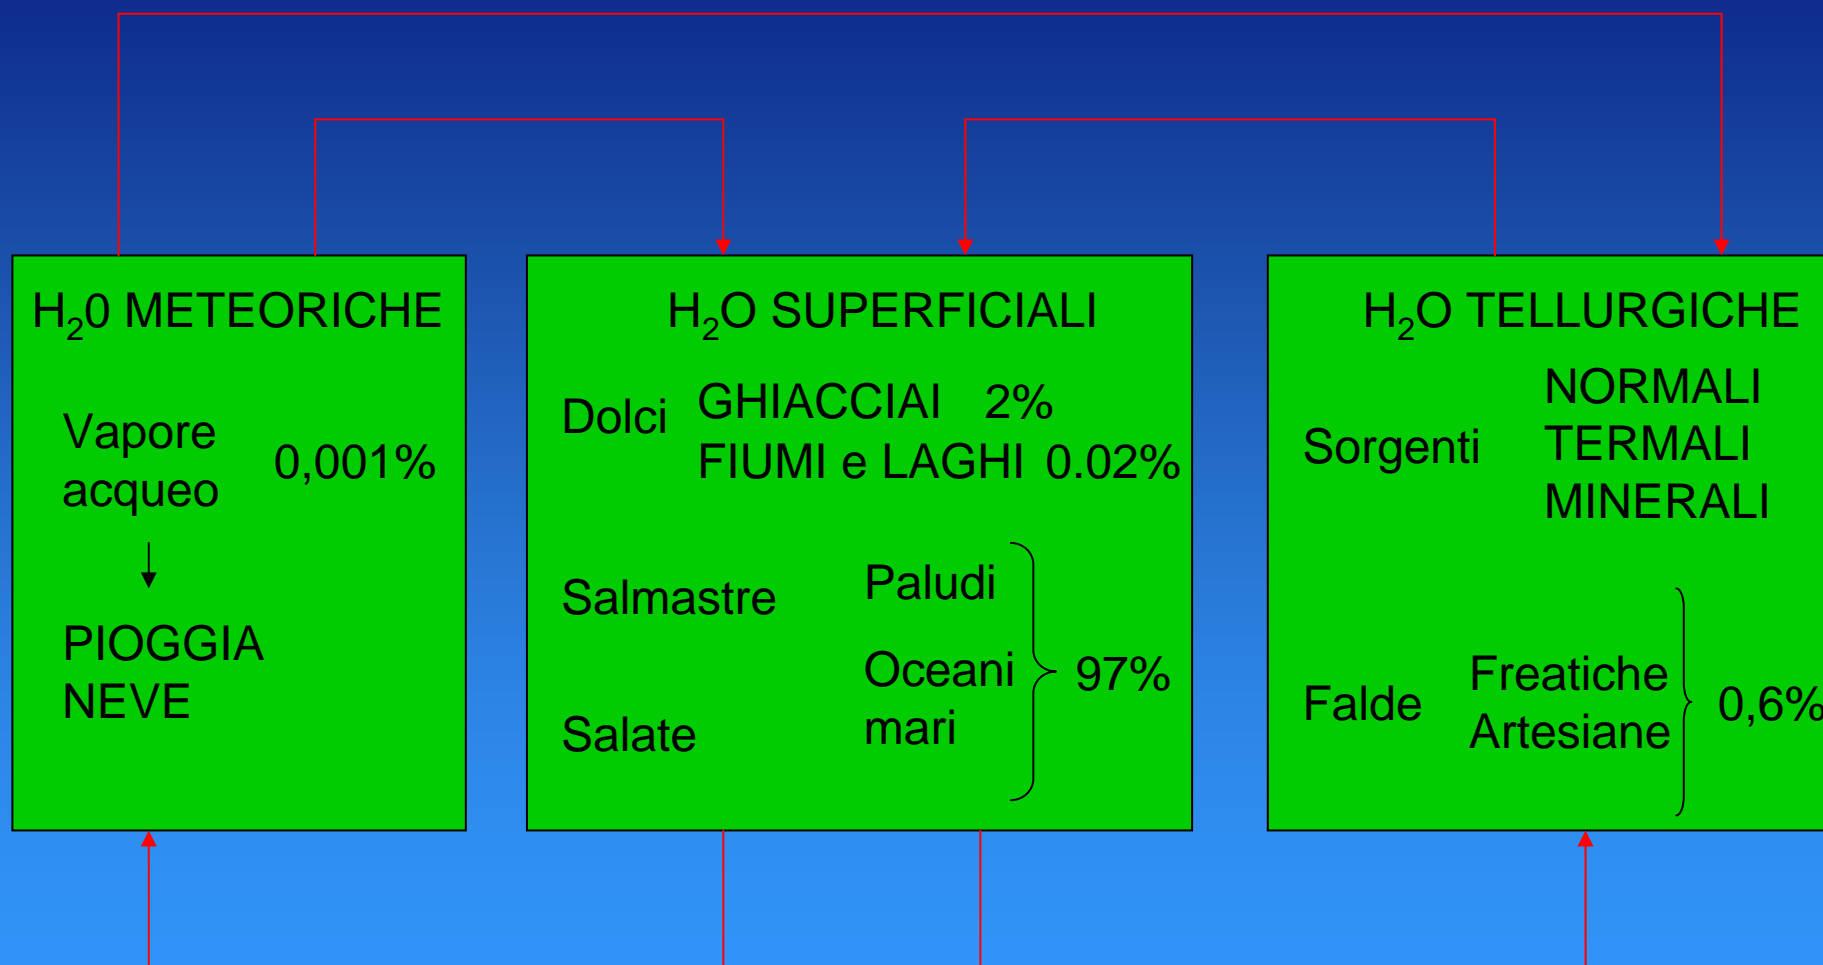 H₂0 METEORICHE
Vapore
acqueo
0,001%
PIOGGIA
NEVE
H₂O SUPERFICIALI
Dolci
GHIACCIAI 2%
FIUMI e LAGHI 0.02%
Salmastre
Paludi
Oceani
mari
97%
Salate
H₂O TELLURGICHE
Sorgenti
NORMALI
TERMALI
MINERALI
Falde
Freatiche
Artesiane
0,6%